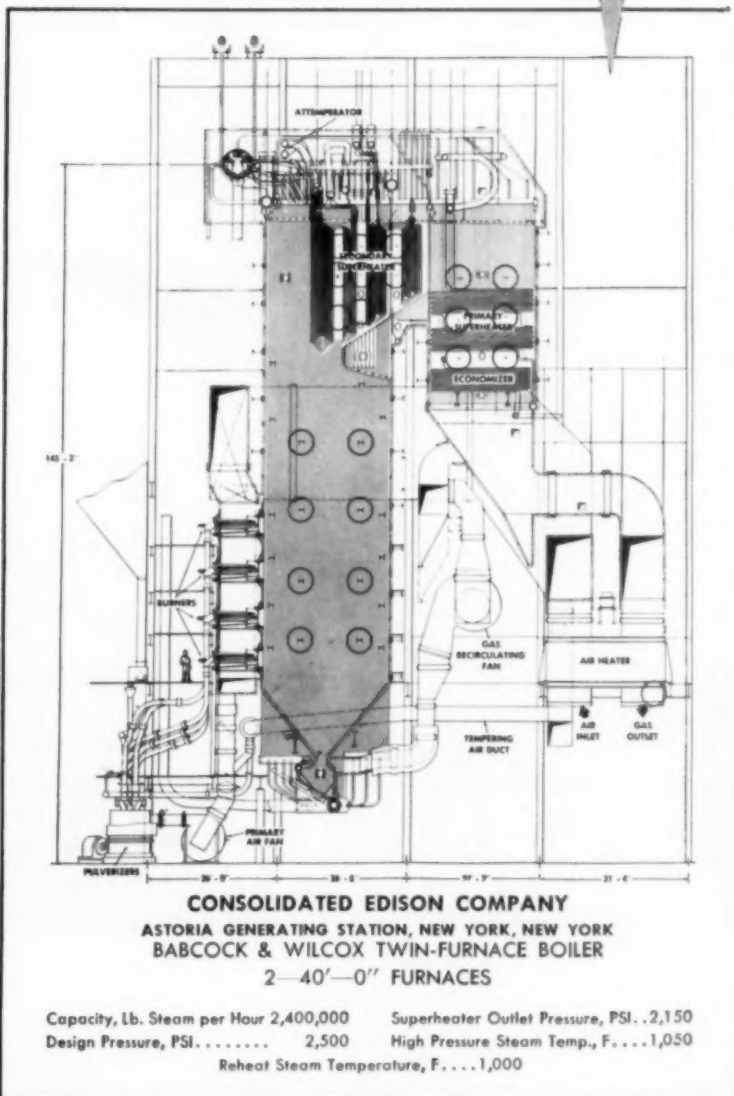 ATTEMPERATOR
SECONDARY
SUPERHEATER
PRIMARY-
SUPERHEATER
ECONOMIZER
145'-2"
BURNERS
GAS
RECIRCULATING
FAN
AIR HEATER
TEMPERING
AIR DUCT
AIR
INLET
GAS
OUTLET
PRIMARY
AIR FAN
PULVERIZERS
CONSOLIDATED EDISON COMPANY
ASTORIA GENERATING STATION, NEW YORK, NEW YORK
BABCOCK & WILCOX TWIN-FURNACE BOILER
2—40'—0" FURNACES
Capacity, Lb. Steam per Hour 2,400,000 Superheater Outlet Pressure, PSI..2,150
Design Pressure, PSI........ 2,500 High Pressure Steam Temp., F....1,050
Reheat Steam Temperature, F....1,000